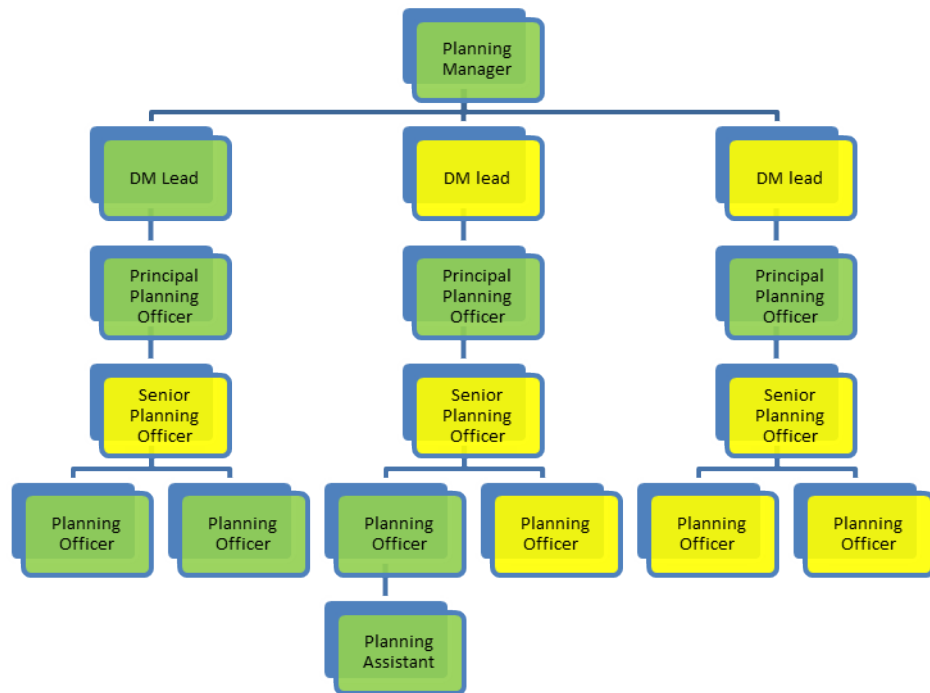 Planning
Manager
DM Lead
DM lead
DM lead
Principal
Planning
Officer
Principal
Planning
Officer
Principal
Planning
Officer
Senior
Planning
Officer
Senior
Planning
Officer
Senior
Planning
Officer
Planning
Officer
Planning
Officer
Planning
Officer
Planning
Officer
Planning
Officer
Planning
Officer
Planning
Assistant